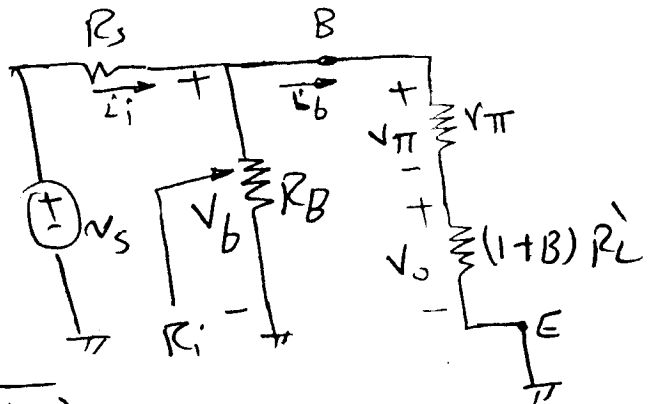 Rs
B
+
ii
ib
+
Vπ
rπ
-
+
-
vs
Vb
RB
+
Vo
(1+B) R'L
-
Ri
-
E